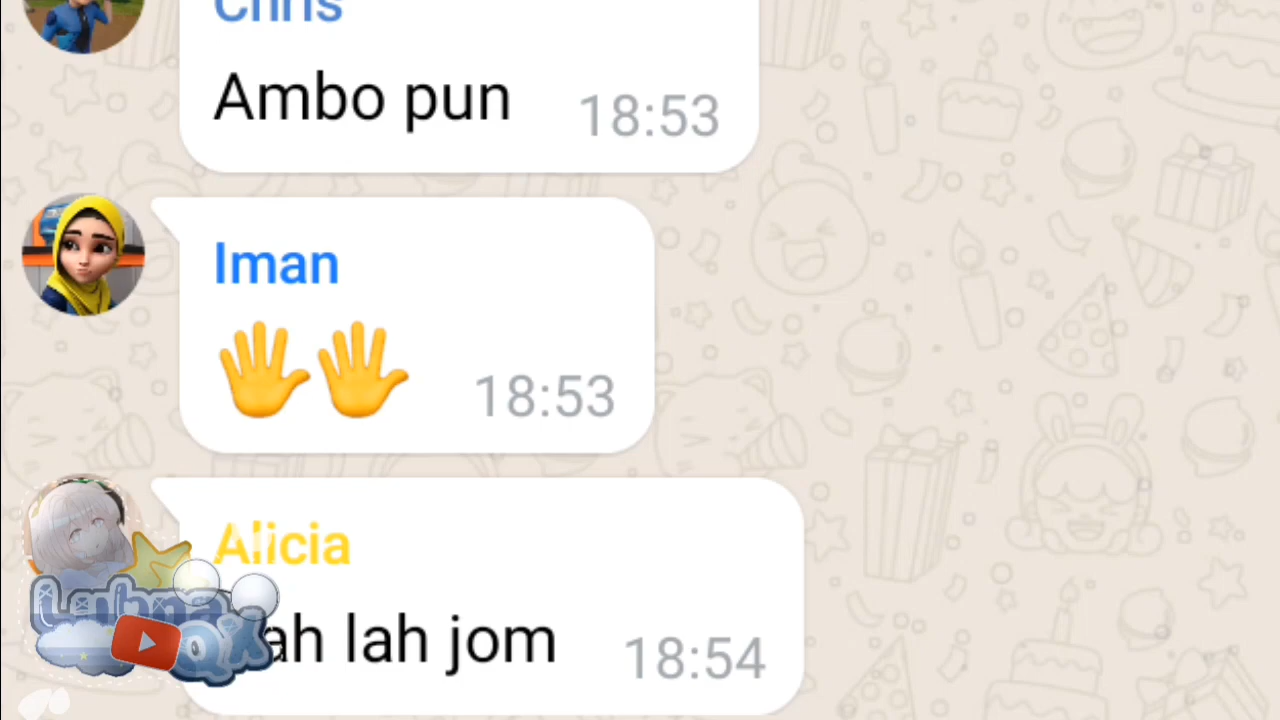 Chris
Ambo pun 18:53
Iman
🖐🖐 18:53
Alicia
lah jom 18:54